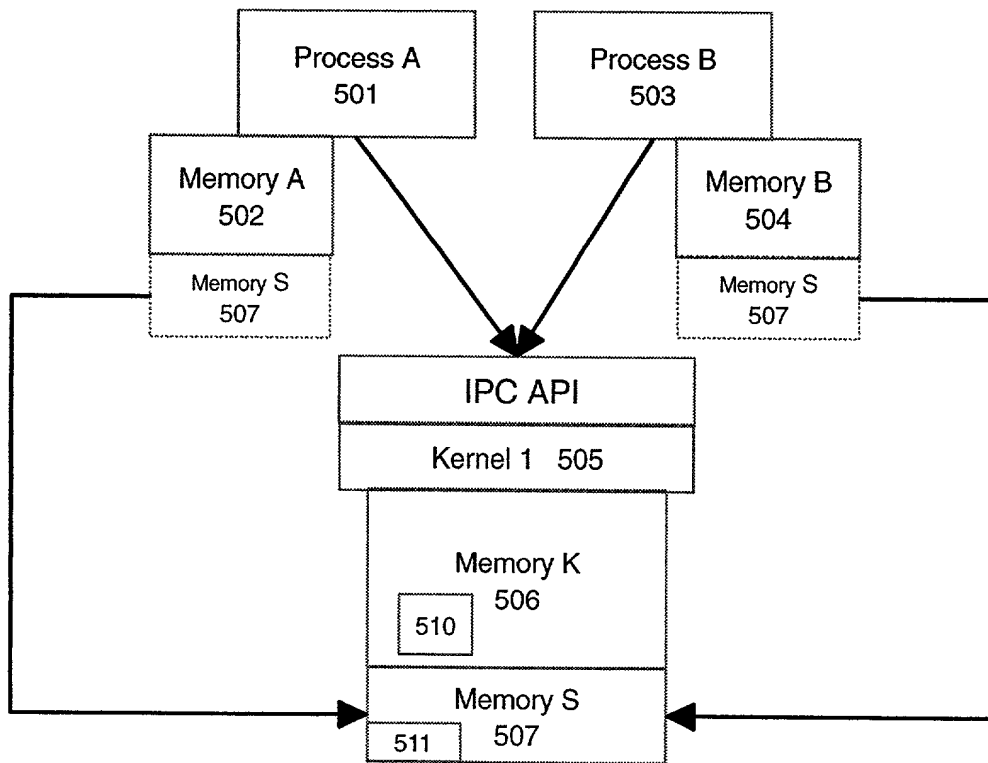 Process A
501
Process B
503
Memory A
502
Memory B
504
Memory S
507
Memory S
507
IPC API
Kernel 1 505
Memory K
506
510
Memory S
507
511